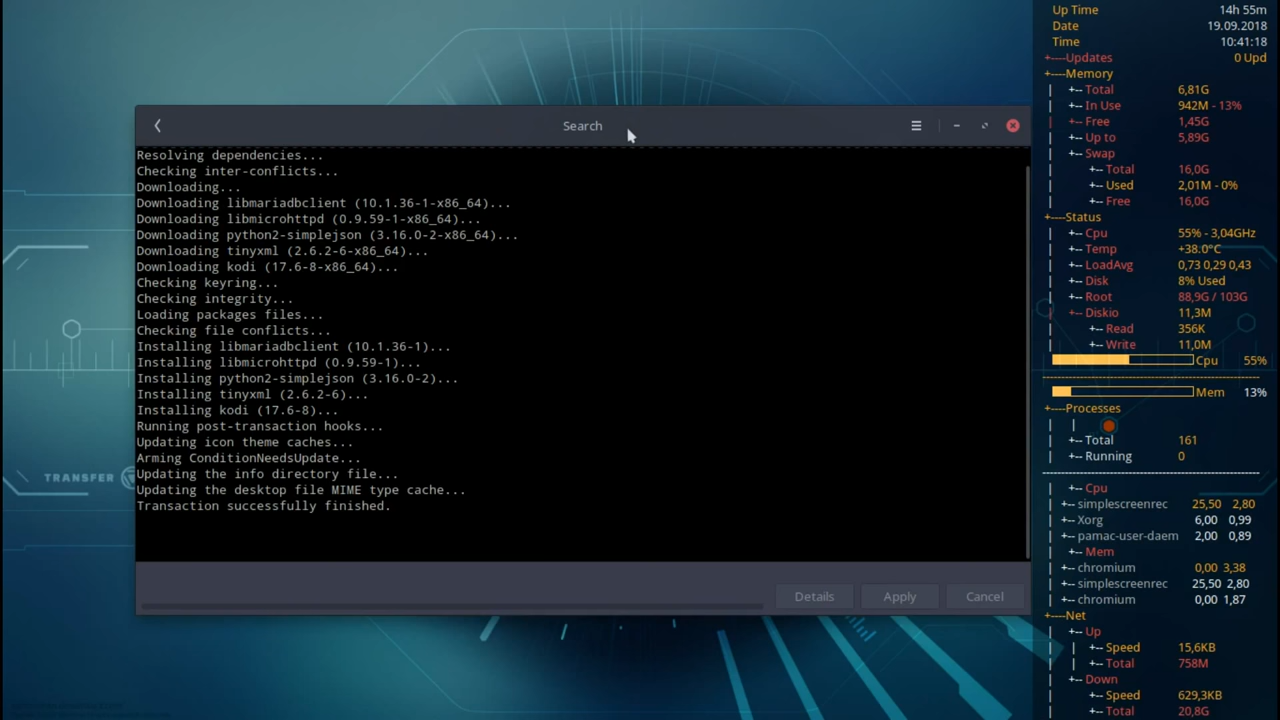 Search
Resolving dependencies...
Checking inter-conflicts...
Downloading...
Downloading libmariadbclient (10.1.36-1-x86_64)...
Downloading libmicrohttpd (0.9.59-1-x86_64)...
Downloading python2-simplejson (3.16.0-2-x86_64)...
Downloading tinyxml (2.6.2-6-x86_64)...
Downloading kodi (17.6-8-x86_64)...
Checking keyring...
Checking integrity...
Loading packages files...
Checking file conflicts...
Installing libmariadbclient (10.1.36-1)...
Installing libmicrohttpd (0.9.59-1)...
Installing python2-simplejson (3.16.0-2)...
Installing tinyxml (2.6.2-6)...
Installing kodi (17.6-8)...
Running post-transaction hooks...
Updating icon theme caches...
Arming ConditionNeedsUpdate...
Updating the info directory file...
Updating the desktop file MIME type cache...
Transaction successfully finished.
Details Apply Cancel
TRANSFER
Up Time 14h 55m
Date 19.09.2018
Time 10:41:18
+----Updates 0 Upd
+----Memory
| +-- Total 6,81G
| +-- In Use 942M - 13%
| +-- Free 1,45G
| +-- Up to 5,89G
| +-- Swap
| +-- Total 16,0G
| +-- Used 2,01M - 0%
| +-- Free 16,0G
+----Status
| +-- Cpu 55% - 3,04GHz
| +-- Temp +38.0°C
| +-- LoadAvg 0,73 0,29 0,43
| +-- Disk 8% Used
| +-- Root 88,9G / 103G
| +-- Diskio 11,3M
| +-- Read 356K
| +-- Write 11,0M
Cpu 55%
Mem 13%
+----Processes
| |
| +-- Total 161
| +-- Running 0
| +-- Cpu
| +-- simplescreenrec 25,50 2,80
| +-- Xorg 6,00 0,99
| +-- pamac-user-daem 2,00 0,89
| +-- Mem
| +-- chromium 0,00 3,38
| +-- simplescreenrec 25,50 2,80
| +-- chromium 0,00 1,87
+----Net
| +-- Up
| | +-- Speed 15,6KB
| | +-- Total 758M
| +-- Down
| +-- Speed 629,3KB
| +-- Total 20,8G